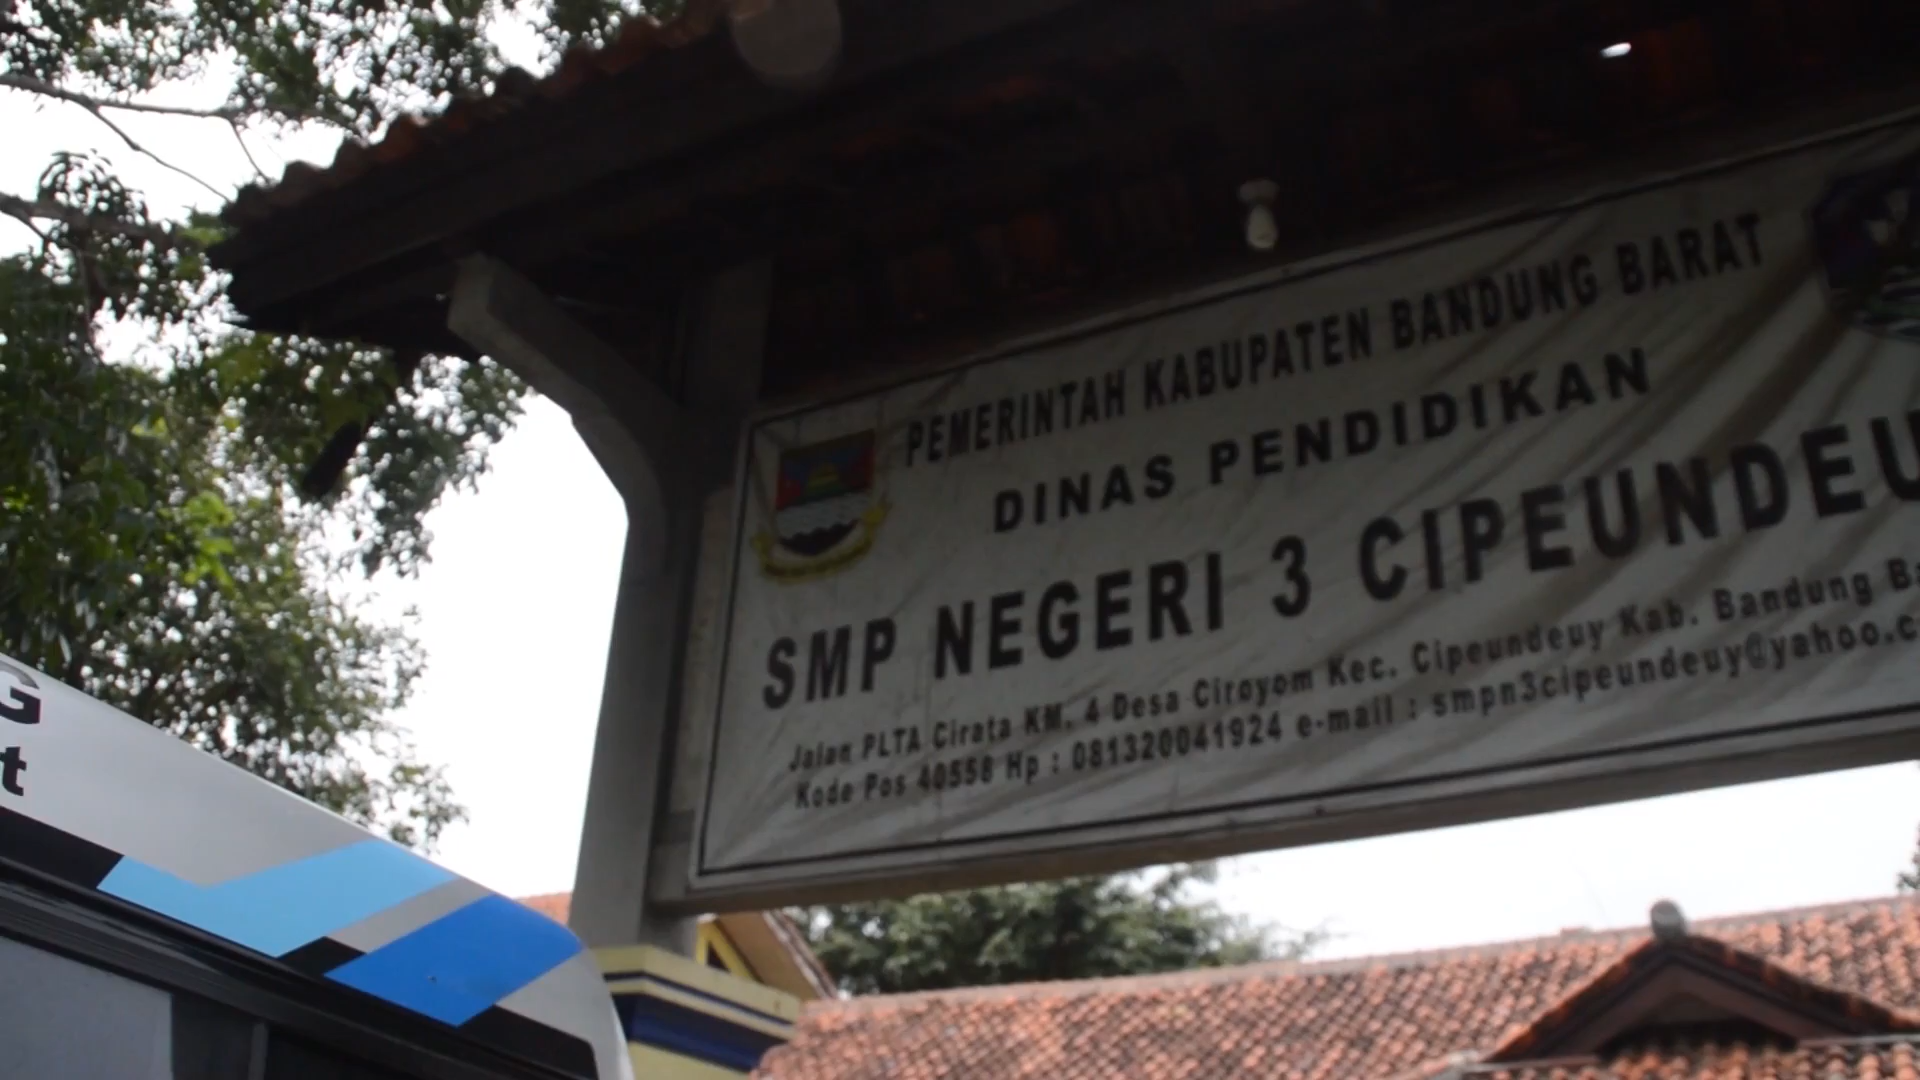 PEMERINTAH KABUPATEN BANDUNG BARAT
DINAS PENDIDIKAN
SMP NEGERI 3 CIPEUNDEU
Jalan PLTA Cirata KM. 4 Desa Ciroyom Kec. Cipeundeuy Kab. Bandung Ba
Kode Pos 40558 Hp : 081320041924 e-mail : smpn3cipeundeuy@yahoo.c
G
t